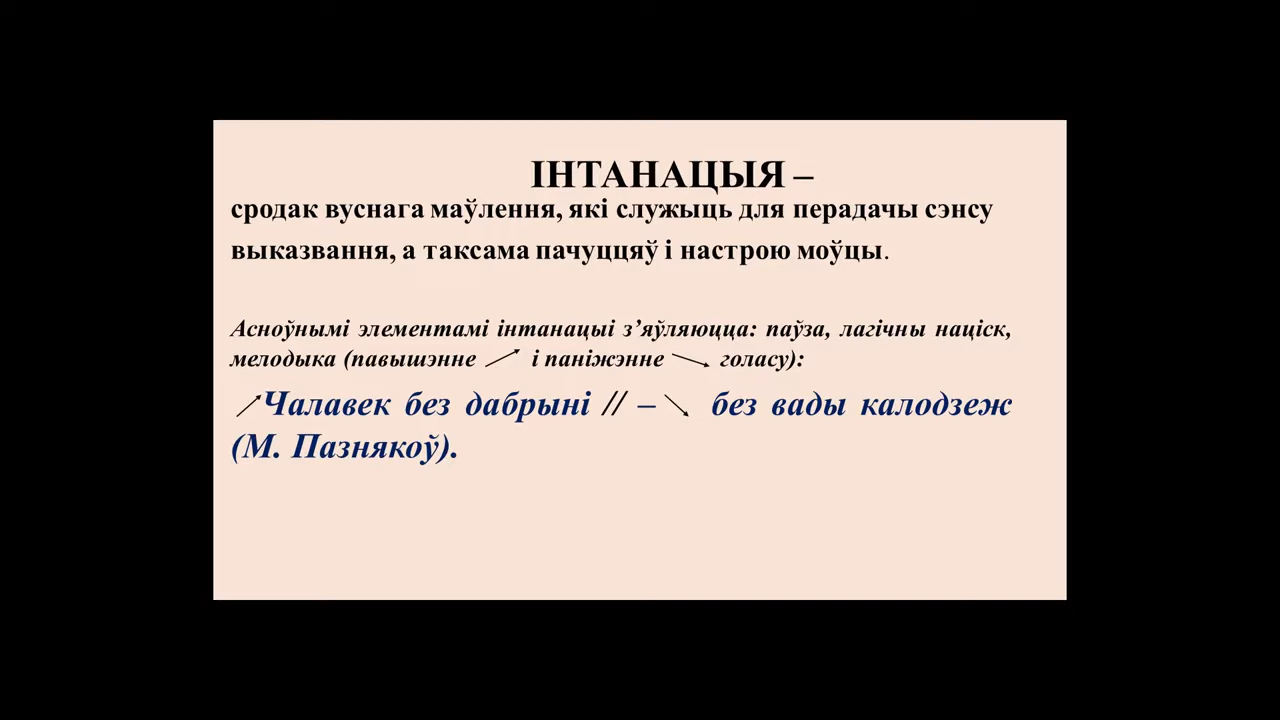 ІНТАНАЦЫЯ –
сродак вуснага маўлення, які служыць для перадачы сэнсу
выказвання, а таксама пачуццяў і настрою моўцы.
Асноўнымі элементамі інтанацыі з’яўляюцца: паўза, лагічны націск,
мелодыка (павышэнне і паніжэнне голасу):
Чалавек без дабрыні // – без вады калодзеж
(М. Пазнякоў).